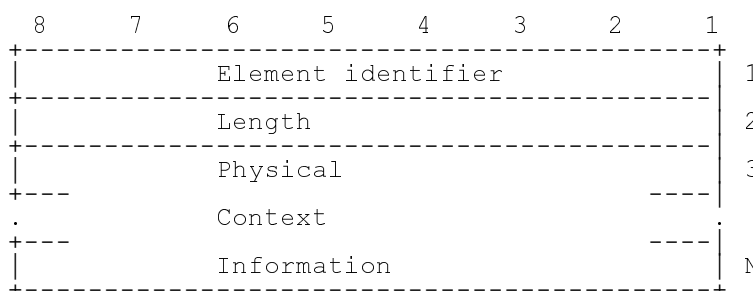 8 7 6 5 4 3 2 1
Element identifier 1
Length 2
Physical 3
Context
Information N